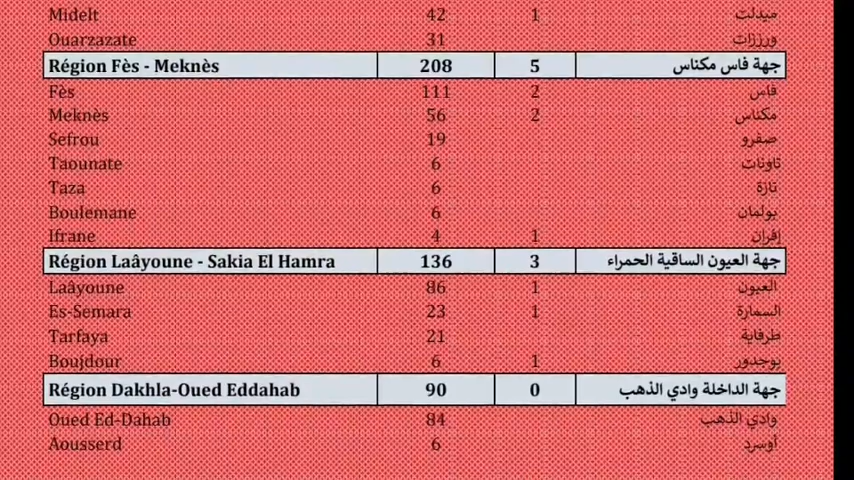 Midelt 42 1 ميدلت
Ouarzazate 31 ورززات
Région Fès - Meknès 208 5 جهة فاس مكناس
Fès 111 2 فاس
Meknès 56 2 مكناس
Sefrou 19 صفرو
Taounate 6 تاونات
Taza 6 تازة
Boulemane 6 بولمان
Ifrane 4 1 إفران
Région Laâyoune - Sakia El Hamra 136 3 جهة العيون الساقية الحمراء
Laâyoune 86 1 العيون
Es-Semara 23 1 السمارة
Tarfaya 21 طرفاية
Boujdour 6 1 بوجدور
Région Dakhla-Oued Eddahab 90 0 جهة الداخلة وادي الذهب
Oued Ed-Dahab 84 وادي الذهب
Aousserd 6 أوسرد